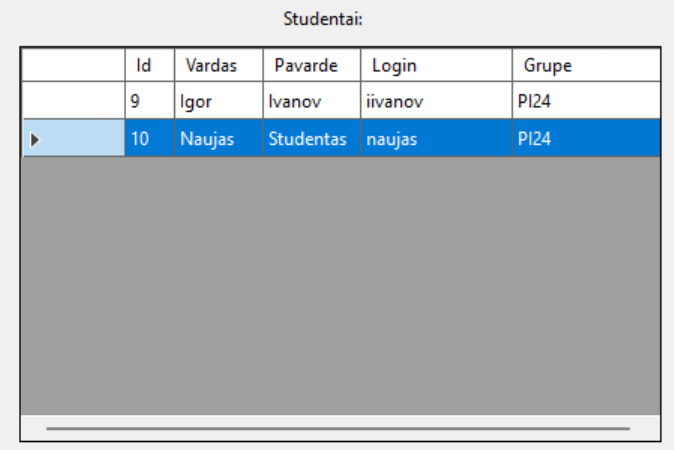 Studentai:
Id Vardas Pavarde Login Grupe
9 Igor Ivanov iivanov PI24
10 Naujas Studentas naujas PI24